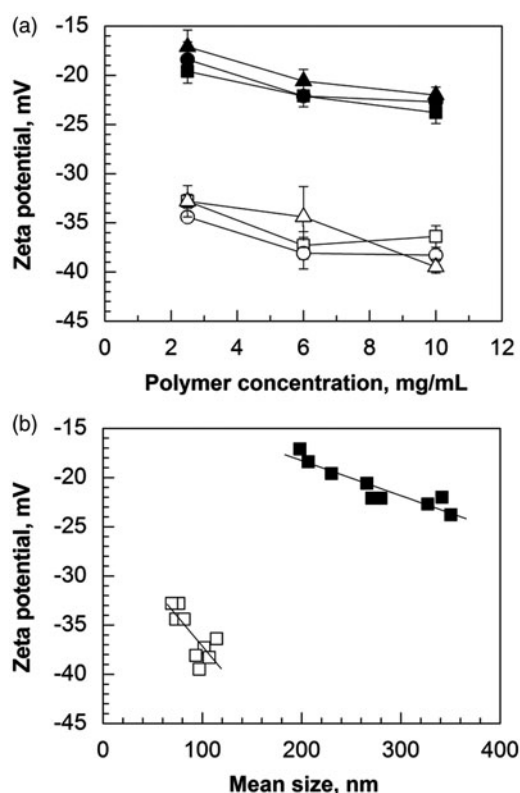 (a)
-15
-20
-25
-30
-35
-40
-45
Zeta potential, mV
0 2 4 6 8 10 12
Polymer concentration, mg/mL
(b)
-15
-20
-25
-30
-35
-40
-45
Zeta potential, mV
0 100 200 300 400
Mean size, nm